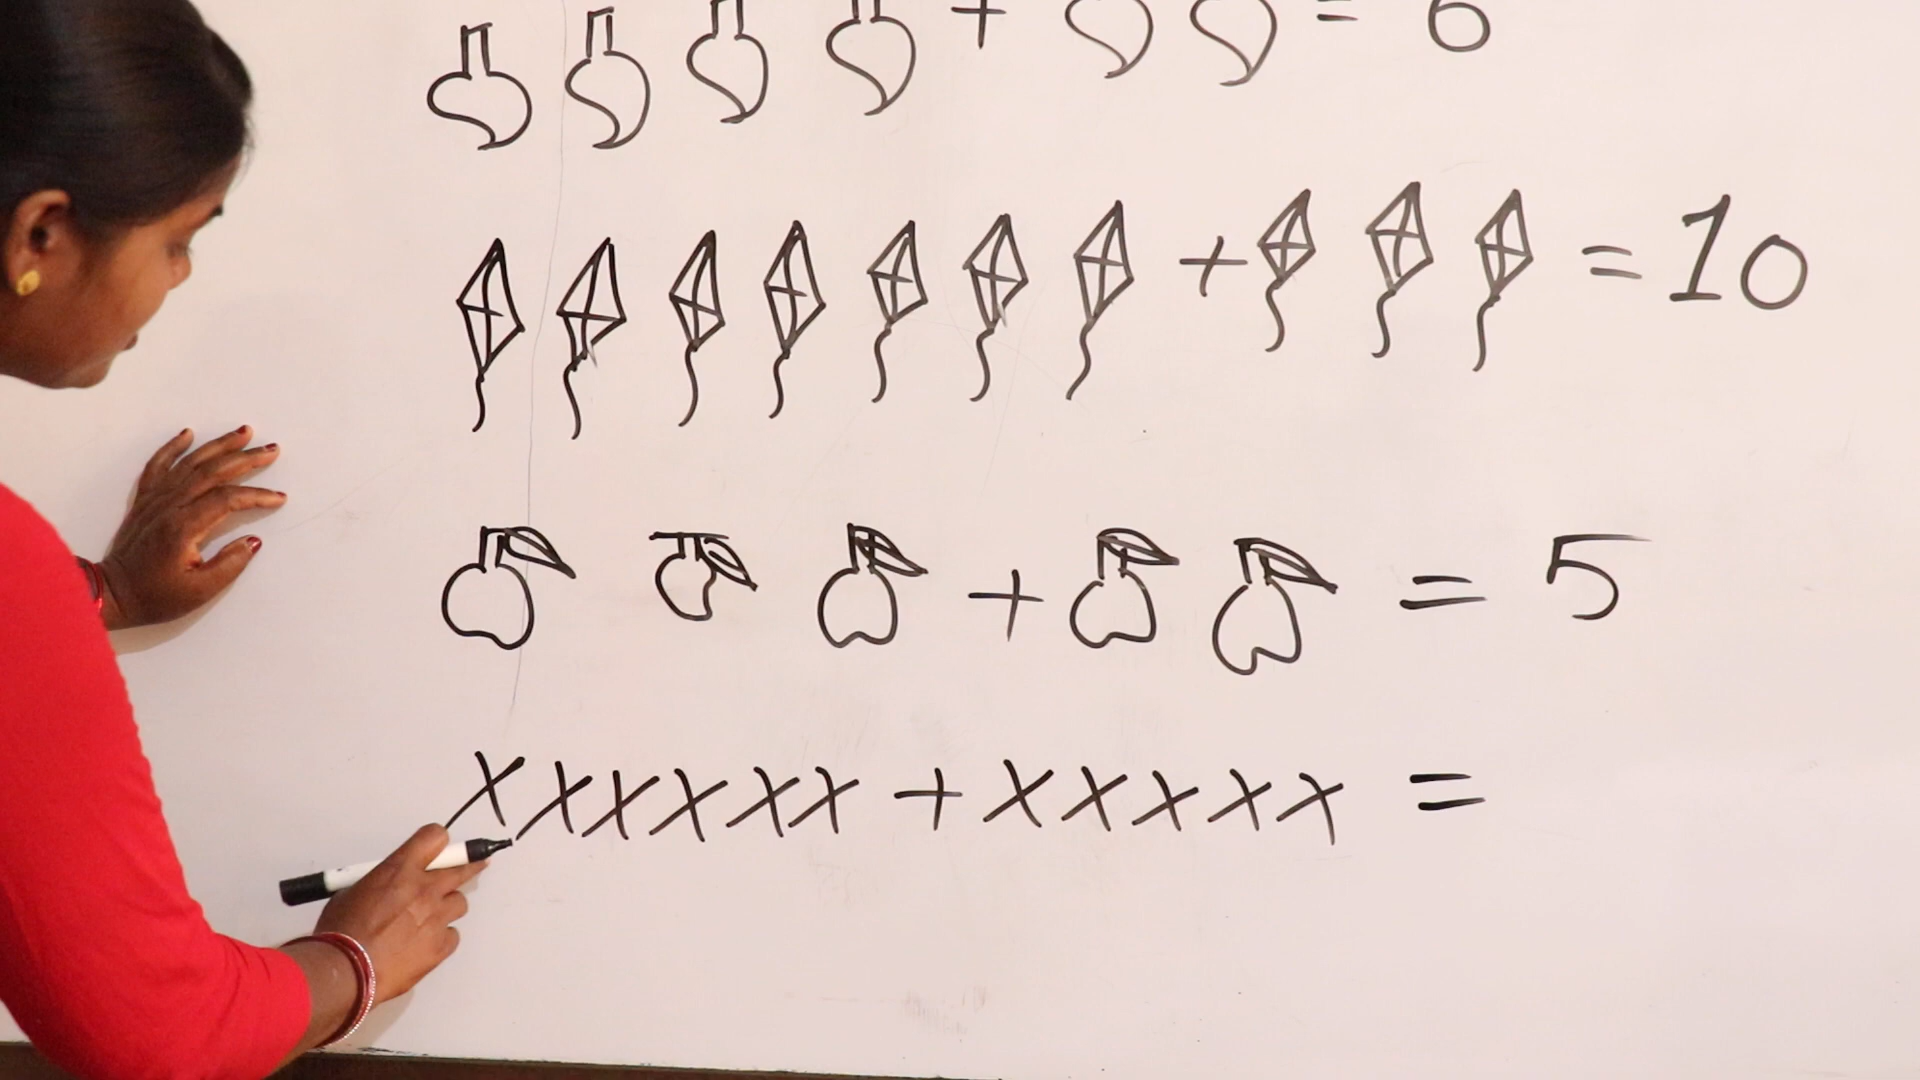 + = 6
+ = 10
+ = 5
xxxxxx + xxxxx =